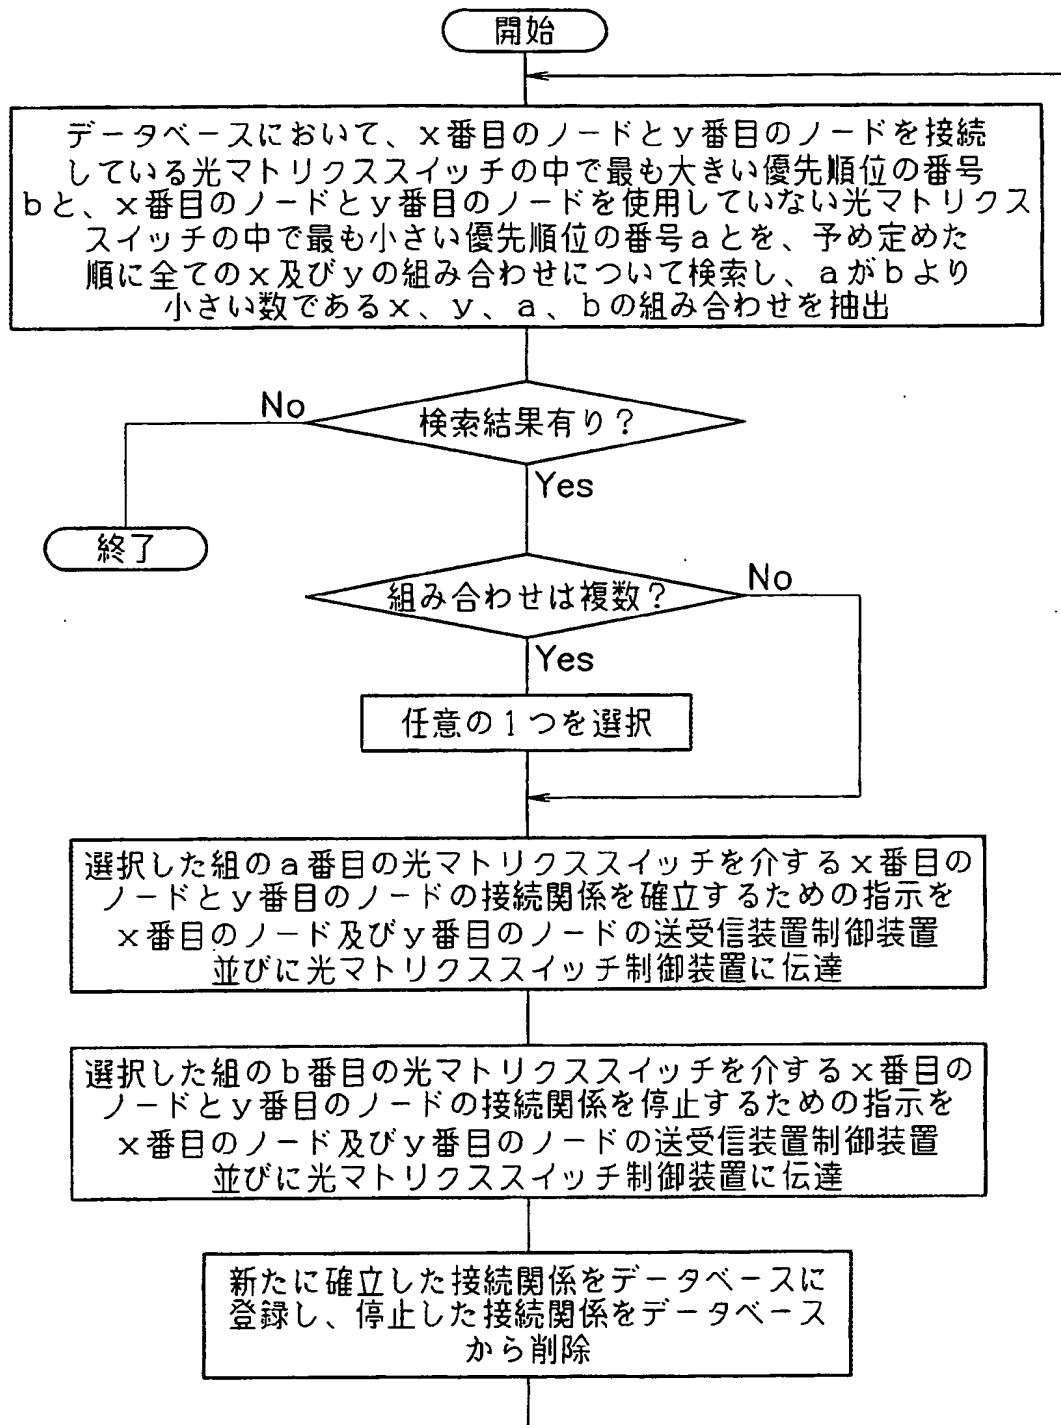 開始
データベースにおいて、x番目のノードとy番目のノードを接続
している光マトリクススイッチの中で最も大きい優先順位の番号
bと、x番目のノードとy番目のノードを使用していない光マトリクス
スイッチの中で最も小さい優先順位の番号aとを、予め定めた
順に全てのx及びyの組み合わせについて検索し、aがbより
小さい数であるx、y、a、bの組み合わせを抽出
No
検索結果有り？
Yes
終了
組み合わせは複数？
No
Yes
任意の1つを選択
選択した組のa番目の光マトリクススイッチを介するx番目の
ノードとy番目のノードの接続関係を確立するための指示を
x番目のノード及びy番目のノードの送受信装置制御装置
並びに光マトリクススイッチ制御装置に伝達
選択した組のb番目の光マトリクススイッチを介するx番目の
ノードとy番目のノードの接続関係を停止するための指示を
x番目のノード及びy番目のノードの送受信装置制御装置
並びに光マトリクススイッチ制御装置に伝達
新たに確立した接続関係をデータベースに
登録し、停止した接続関係をデータベース
から削除